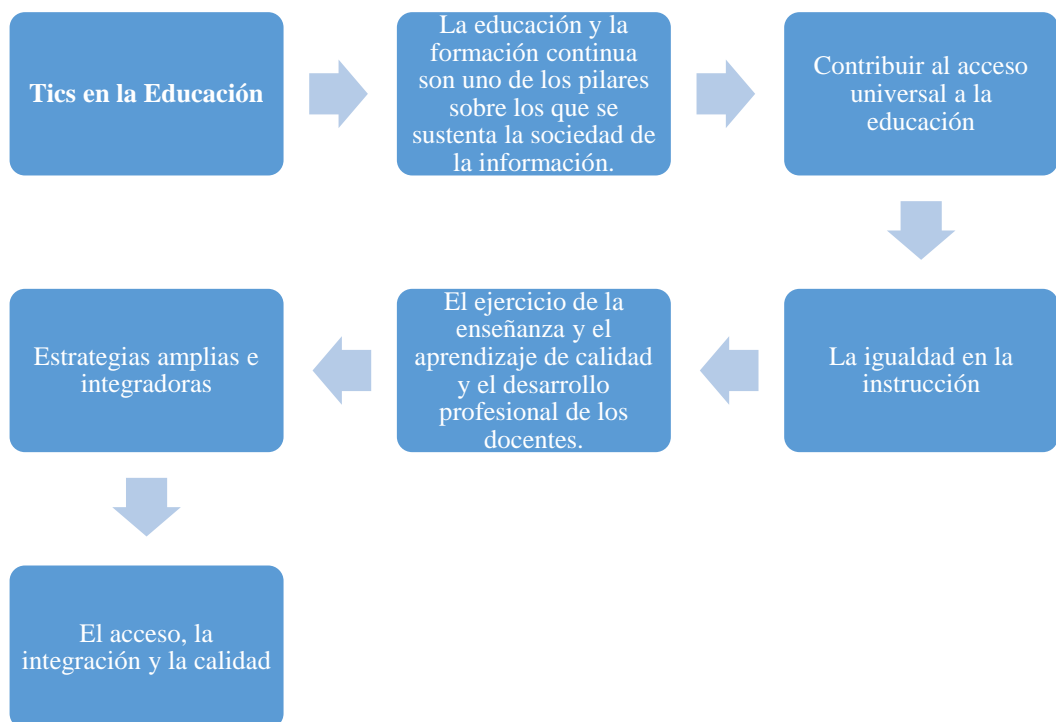 Tics en la Educación
La educación y la
formación continua
son uno de los pilares
sobre los que se
sustenta la sociedad de
la información.
Contribuir al acceso
universal a la
educación
La igualdad en la
instrucción
El ejercicio de la
enseñanza y el
aprendizaje de calidad
y el desarrollo
profesional de los
docentes.
Estrategias amplias e
integradoras
El acceso, la
integración y la calidad